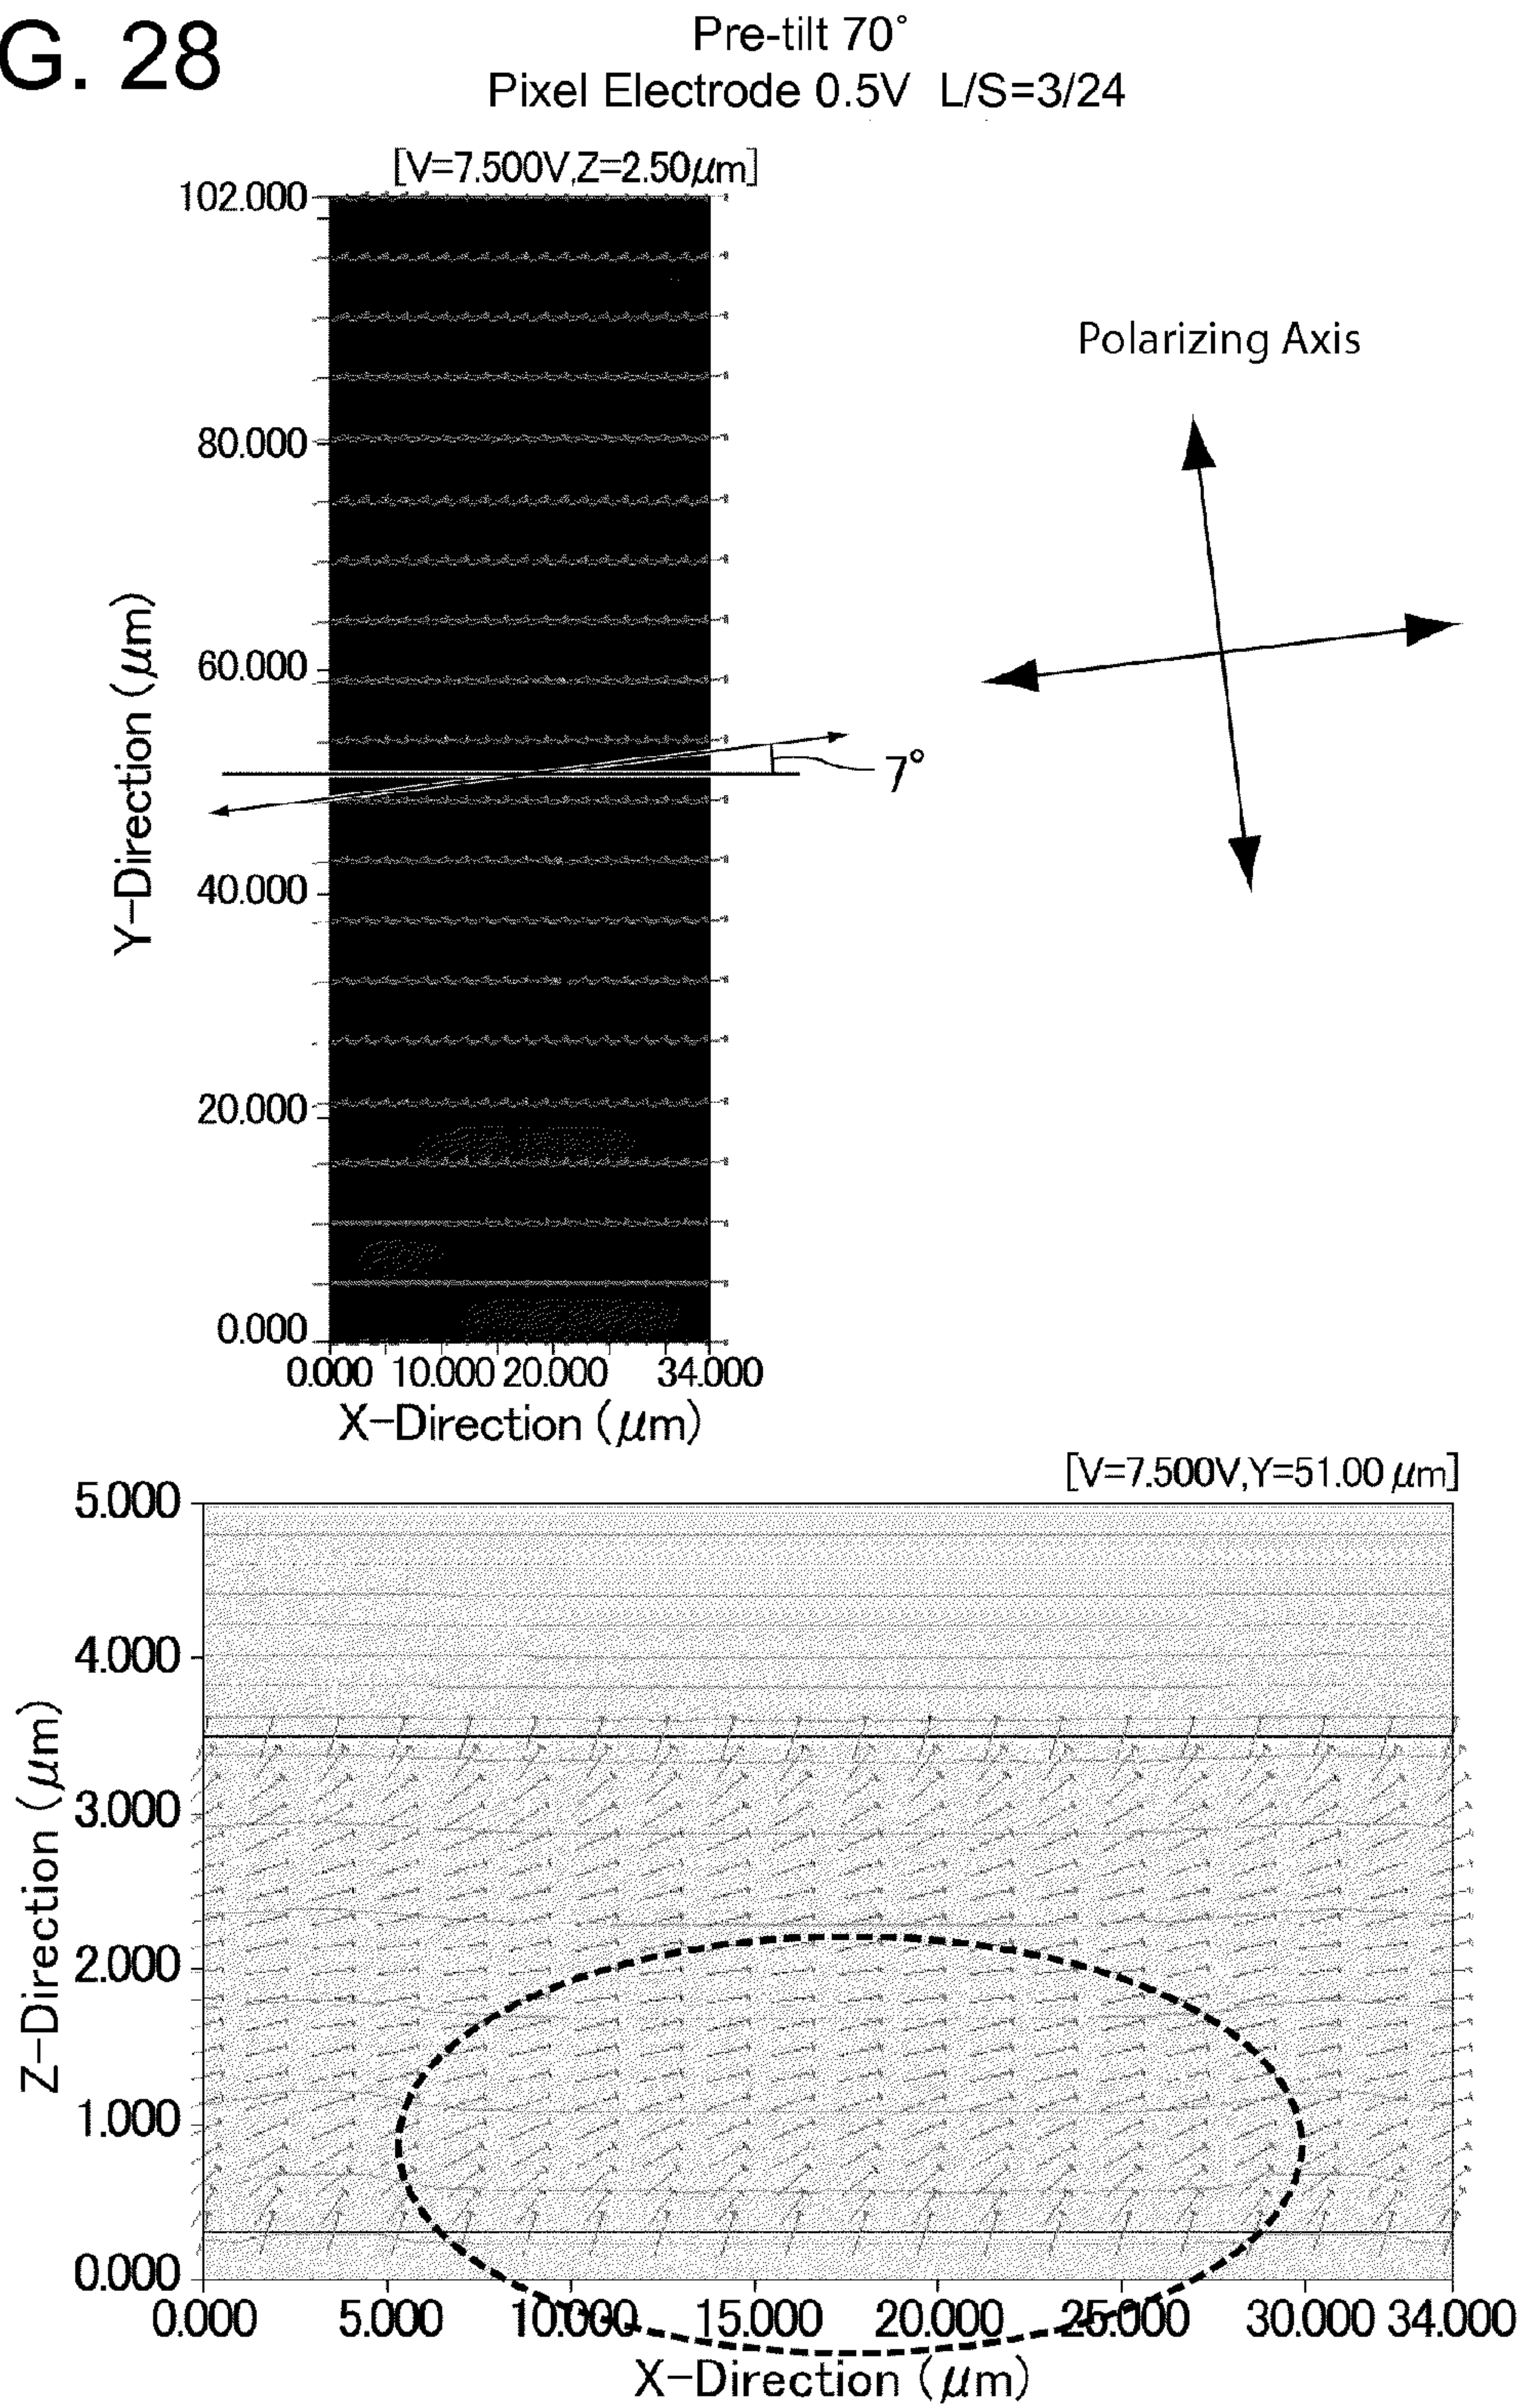 G. 28
Pre-tilt 70°
Pixel Electrode 0.5V L/S=3/24
[V=7.500V,Z=2.50μm]
102.000
80.000
60.000
40.000
20.000
0.000
Y-Direction (μm)
0.000 10.000 20.000 34.000
X-Direction (μm)
7°
Polarizing Axis
[V=7.500V,Y=51.00 μm]
5.000
4.000
3.000
2.000
1.000
0.000
Z-Direction (μm)
0.000 5.000 10.000 15.000 20.000 25.000 30.000 34.000
X-Direction (μm)